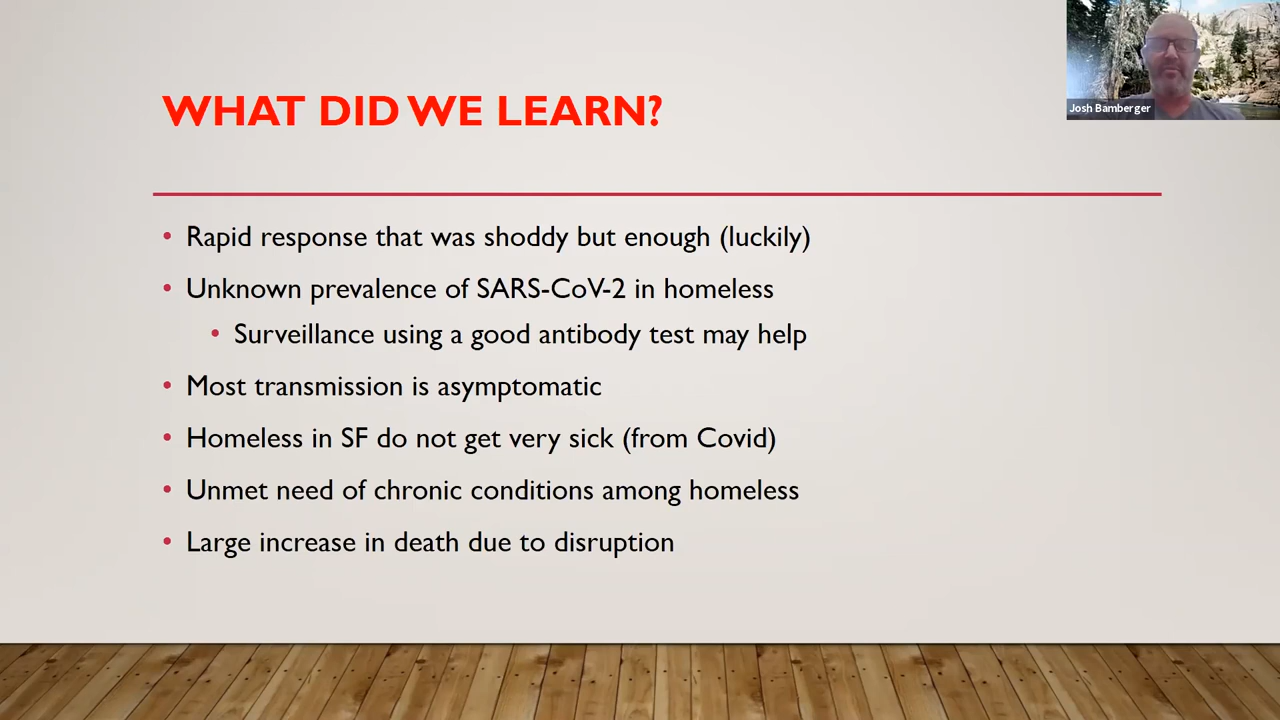 WHAT DID WE LEARN?
Josh Bamberger
• Rapid response that was shoddy but enough (luckily)
• Unknown prevalence of SARS-CoV-2 in homeless
• Surveillance using a good antibody test may help
• Most transmission is asymptomatic
• Homeless in SF do not get very sick (from Covid)
• Unmet need of chronic conditions among homeless
• Large increase in death due to disruption